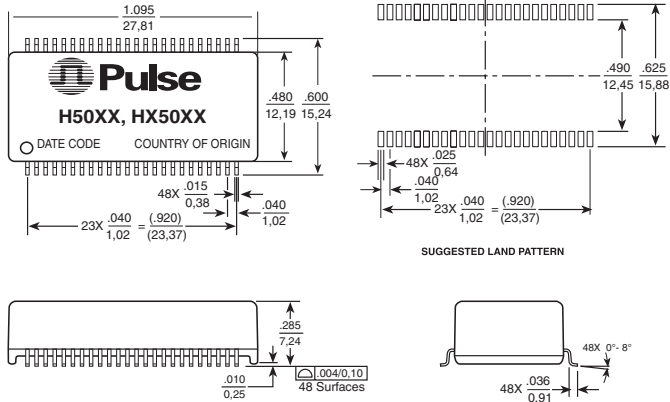 1.095
27,81
Pulse
H50XX, HX50XX
DATE CODE COUNTRY OF ORIGIN
.480
12,19
.600
15,24
48X .015
0,38
.040
1,02
23X .040 = (.920)
1,02 (23,37)
.490
12,45
.625
15,88
48X .025
0,64
.040
1,02
23X .040 = (.920)
1,02 (23,37)
SUGGESTED LAND PATTERN
.285
7,24
.010
0,25
.004/0,10
48 Surfaces
48X 0°- 8°
48X .036
0,91